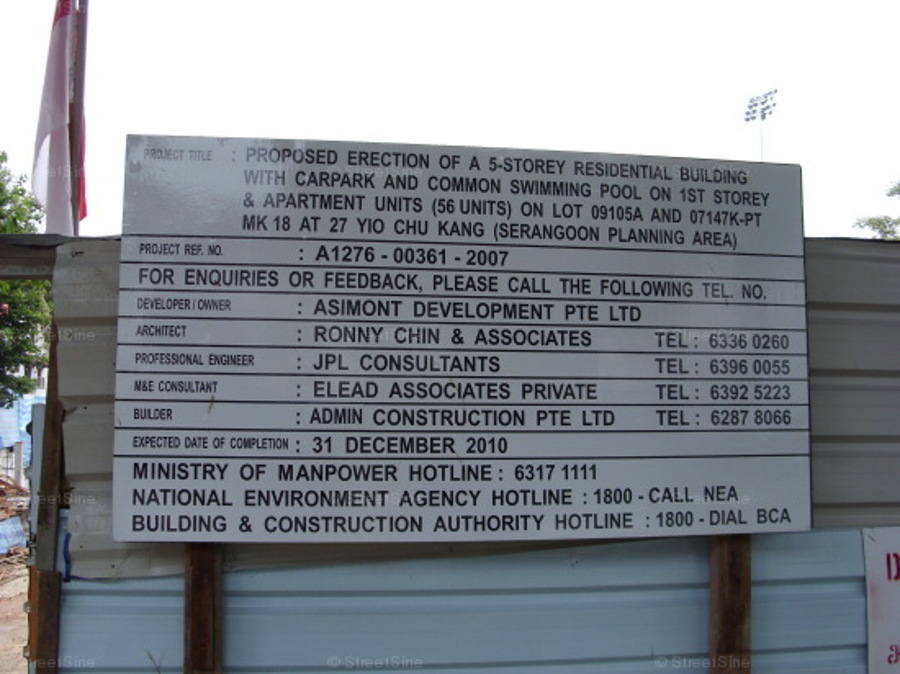 PROJECT TITLE : PROPOSED ERECTION OF A 5-STOREY RESIDENTIAL BUILDING
WITH CARPARK AND COMMON SWIMMING POOL ON 1ST STOREY
& APARTMENT UNITS (56 UNITS) ON LOT 09105A AND 07147K-PT
MK 18 AT 27 YIO CHU KANG (SERANGOON PLANNING AREA)
PROJECT REF. NO. : A1276 - 00361 - 2007
FOR ENQUIRIES OR FEEDBACK, PLEASE CALL THE FOLLOWING TEL. NO.
DEVELOPER / OWNER : ASIMONT DEVELOPMENT PTE LTD
ARCHITECT : RONNY CHIN & ASSOCIATES TEL : 6336 0260
PROFESSIONAL ENGINEER : JPL CONSULTANTS TEL : 6396 0055
M&E CONSULTANT : ELEAD ASSOCIATES PRIVATE TEL : 6392 5223
BUILDER : ADMIN CONSTRUCTION PTE LTD TEL : 6287 8066
EXPECTED DATE OF COMPLETION : 31 DECEMBER 2010
MINISTRY OF MANPOWER HOTLINE : 6317 1111
NATIONAL ENVIRONMENT AGENCY HOTLINE : 1800 - CALL NEA
BUILDING & CONSTRUCTION AUTHORITY HOTLINE : 1800 - DIAL BCA
© StreetSine © StreetSine © StreetSine